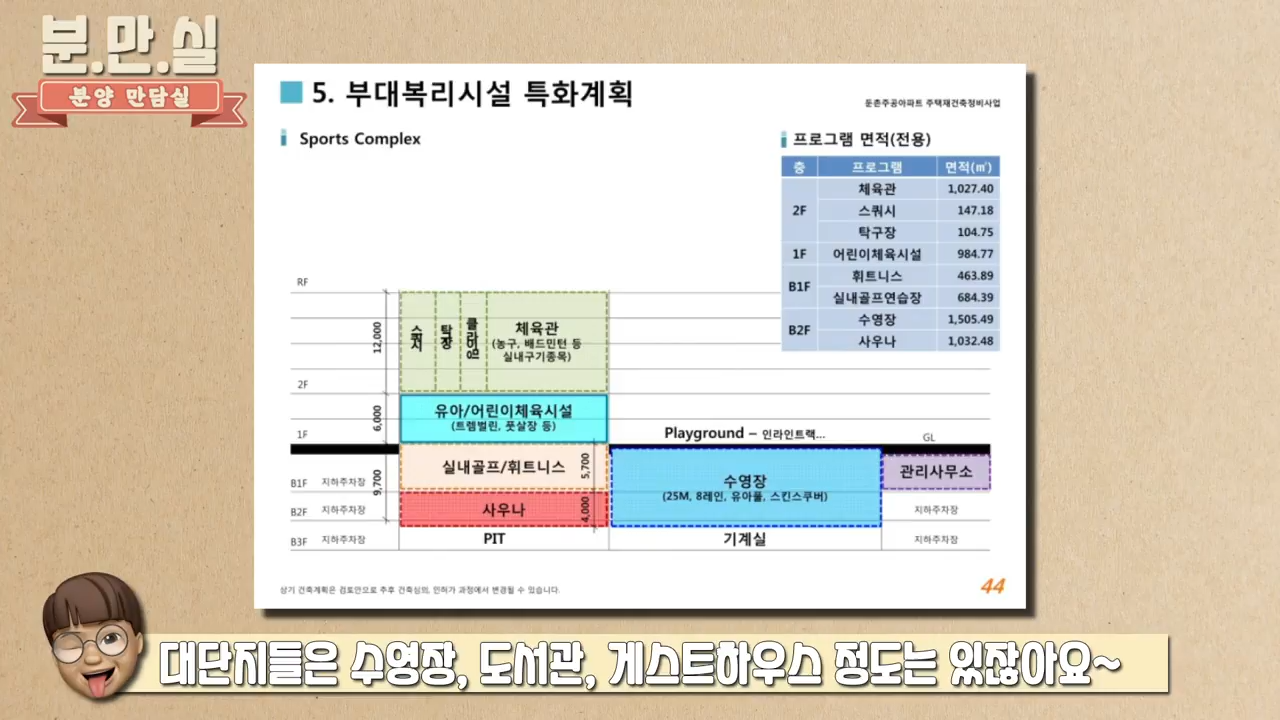 분.만.실
분양 만담실
5. 부대복리시설 특화계획
둔촌주공아파트 주택재건축정비사업
Sports Complex
프로그램 면적(전용)
층 프로그램 면적(㎡)
2F 체육관 1,027.40
스쿼시 147.18
탁구장 104.75
1F 어린이체육시설 984.77
B1F 휘트니스 463.89
실내골프연습장 684.39
B2F 수영장 1,505.49
사우나 1,032.48
RF
12,000
스쿼시
탁구장
클라이밍
체육관
(농구, 배드민턴 등
실내구기종목)
2F
6,000
유아/어린이체육시설
(트렘벌린, 풋살장 등)
1F
Playground – 인라인트랙...
GL
9,700
실내골프/휘트니스
5,700
B1F 지하주차장
수영장
(25M, 8레인, 유아풀, 스킨스쿠버)
관리사무소
B2F 지하주차장
사우나
4,000
지하주차장
B3F 지하주차장
PIT
기계실
지하주차장
상기 건축계획은 검토안으로 추후 건축심의, 인허가 과정에서 변경될 수 있습니다.
44
대단지들은 수영장, 도서관, 게스트하우스 정도는 있잖아요~